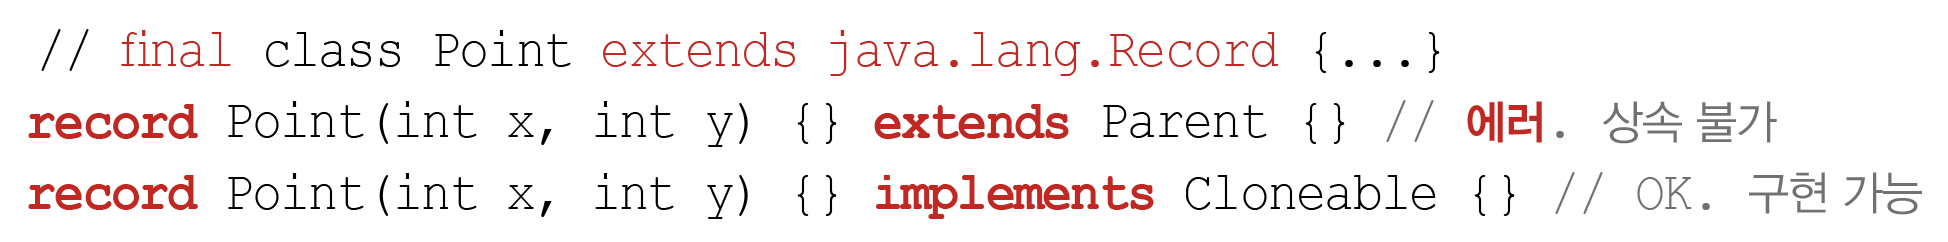 // final class Point extends java.lang.Record {...}
record Point(int x, int y) {} extends Parent {} // 에러. 상속 불가
record Point(int x, int y) {} implements Cloneable {} // OK. 구현 가능